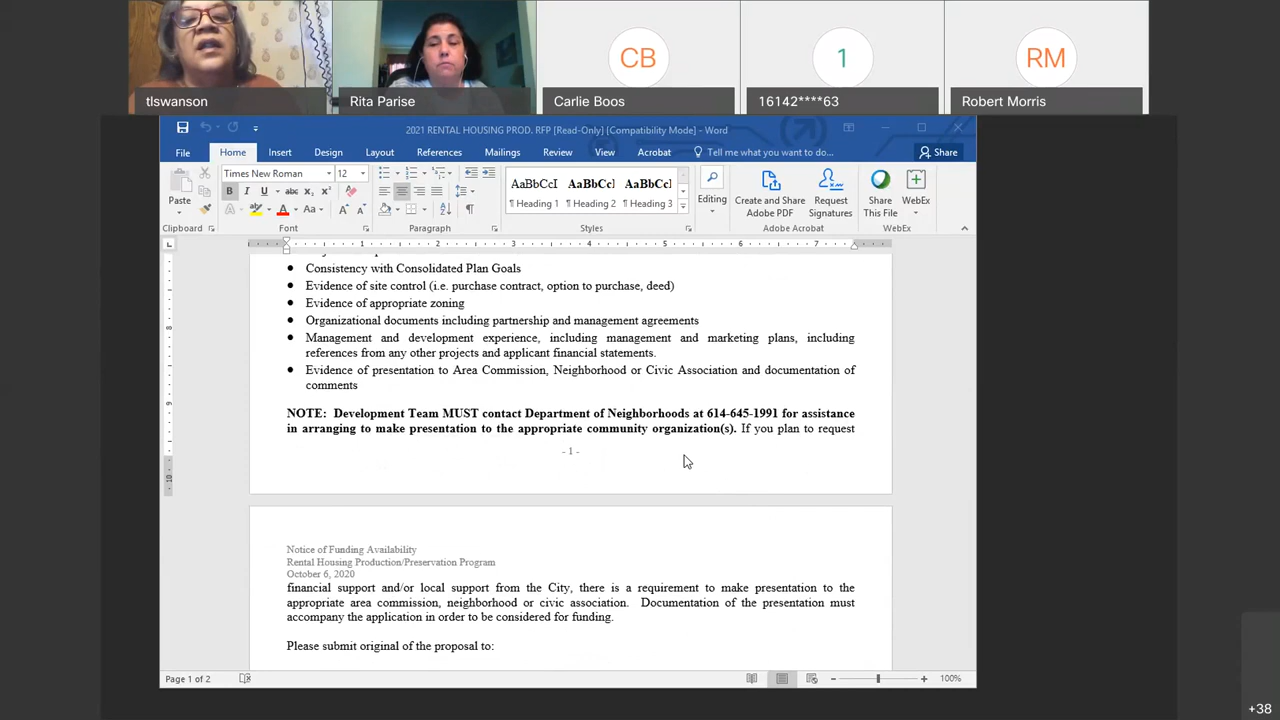 CB
1
RM
tlswanson
Rita Parise
Carlie Boos
16142****63
Robert Morris
2021 RENTAL HOUSING PROD. RFP [Read-Only] [Compatibility Mode] - Word
File
Home
Insert
Design
Layout
References
Mailings
Review
View
Acrobat
Tell me what you want to do...
Share
Times New Roman
12
AaBbCcI
AaBbCc
AaBbCc
¶ Heading 1
¶ Heading 2
¶ Heading 3
Paste
Editing
Create and Share
Adobe PDF
Request
Signatures
Share
This File
WebEx
Clipboard
Font
Paragraph
Styles
Adobe Acrobat
WebEx
1 2 3 4 5 6 7
Consistency with Consolidated Plan Goals
Evidence of site control (i.e. purchase contract, option to purchase, deed)
Evidence of appropriate zoning
Organizational documents including partnership and management agreements
Management and development experience, including management and marketing plans, including
references from any other projects and applicant financial statements.
Evidence of presentation to Area Commission, Neighborhood or Civic Association and documentation of
comments
NOTE: Development Team MUST contact Department of Neighborhoods at 614-645-1991 for assistance
in arranging to make presentation to the appropriate community organization(s). If you plan to request
- 1 -
Notice of Funding Availability
Rental Housing Production/Preservation Program
October 6, 2020
financial support and/or local support from the City, there is a requirement to make presentation to the
appropriate area commission, neighborhood or civic association. Documentation of the presentation must
accompany the application in order to be considered for funding.
Please submit original of the proposal to:
Page 1 of 2
100%
+38